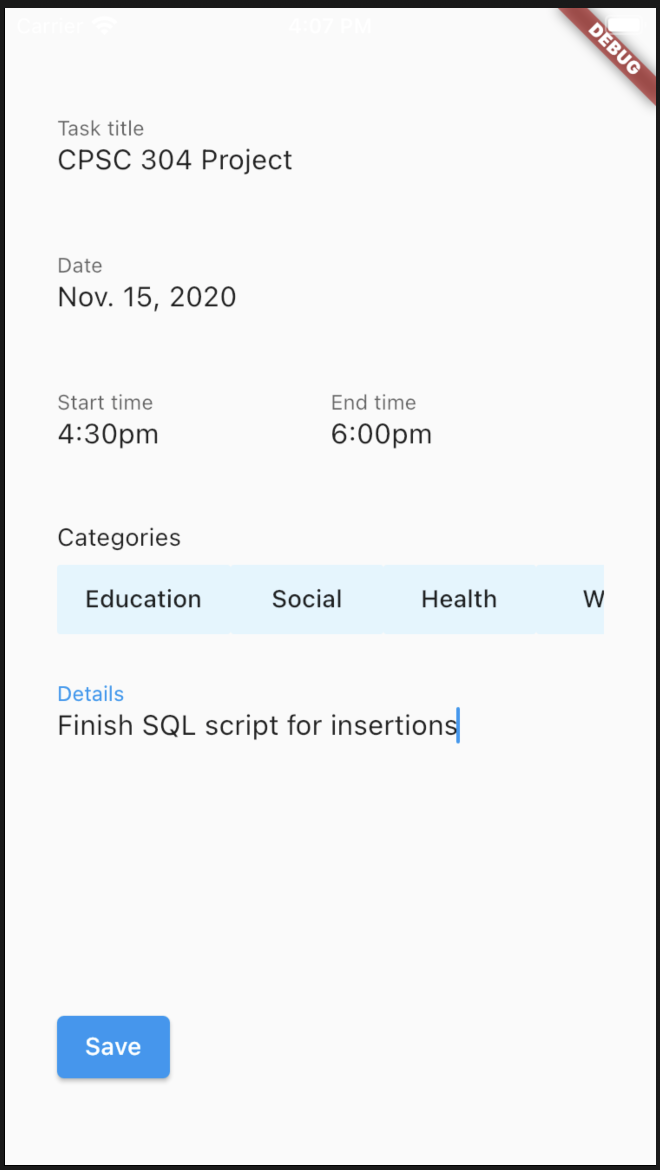 Carrier 4:07 PM
DEBUG
Task title
CPSC 304 Project
Date
Nov. 15, 2020
Start time End time
4:30pm 6:00pm
Categories
Education Social Health W
Details
Finish SQL script for insertions
Save